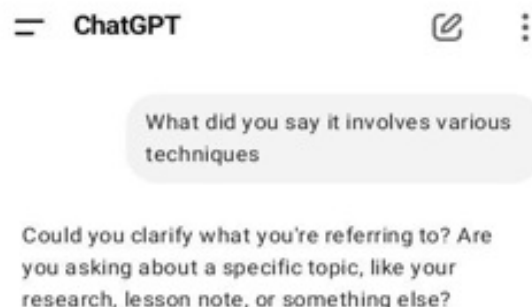 ChatGPT
What did you say it involves various
techniques
Could you clarify what you're referring to? Are
you asking about a specific topic, like your
research, lesson note, or something else?